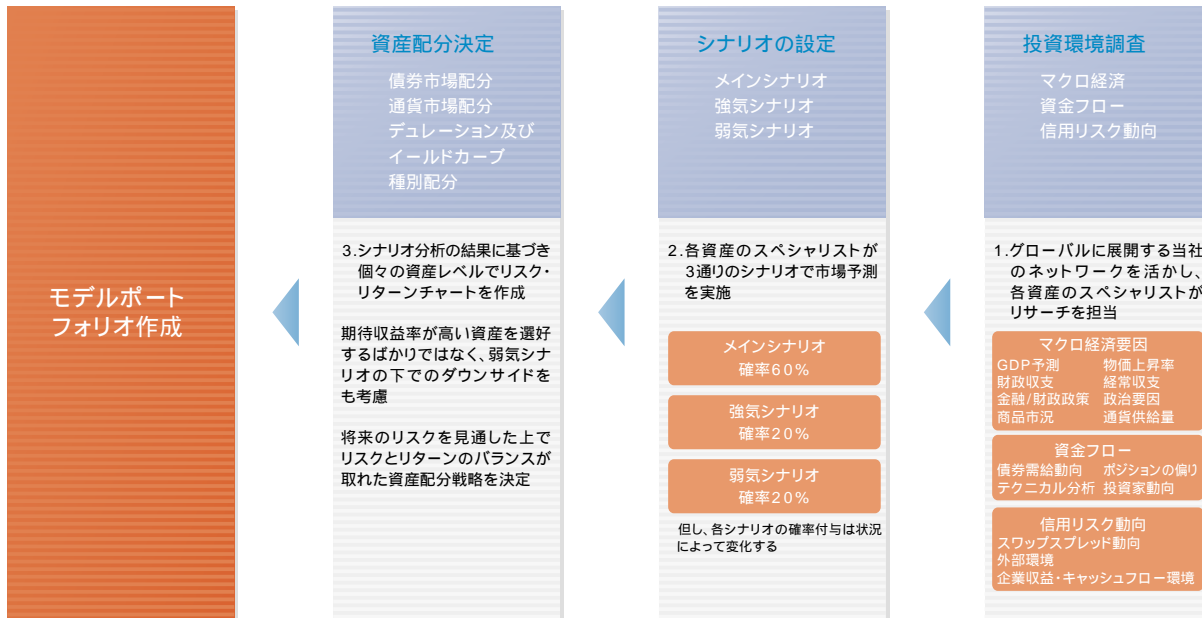 モデルポート
フォリオ作成
資産配分決定
債券市場配分
通貨市場配分
デュレーション及び
イールドカーブ
種別配分
3.シナリオ分析の結果に基づき
個々の資産レベルでリスク・
リターンチャートを作成
期待収益率が高い資産を選好
するばかりではなく、弱気シナ
リオの下でのダウンサイドを
も考慮
将来のリスクを見通した上で
リスクとリターンのバランスが
取れた資産配分戦略を決定
シナリオの設定
メインシナリオ
強気シナリオ
弱気シナリオ
2.各資産のスペシャリストが
3通りのシナリオで市場予測
を実施
メインシナリオ
確率60%
強気シナリオ
確率20%
弱気シナリオ
確率20%
但し、各シナリオの確率付与は状況
によって変化する
投資環境調査
マクロ経済
資金フロー
信用リスク動向
1.グローバルに展開する当社
のネットワークを活かし、
各資産のスペシャリストが
リサーチを担当
マクロ経済要因
GDP予測 物価上昇率
財政収支 経常収支
金融/財政政策 政治要因
商品市況 通貨供給量
資金フロー
債券需給動向 ポジションの偏り
テクニカル分析 投資家動向
信用リスク動向
スワップスプレッド動向
外部環境
企業収益・キャッシュフロー環境